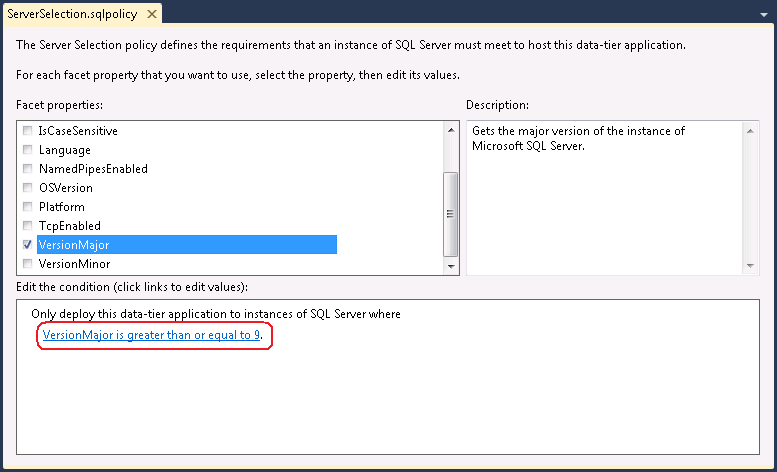 ServerSelection.sqlpolicy
The Server Selection policy defines the requirements that an instance of SQL Server must meet to host this data-tier application.
For each facet property that you want to use, select the property, then edit its values.
Facet properties:
Description:
IsCaseSensitive
Language
NamedPipesEnabled
OSVersion
Platform
TcpEnabled
VersionMajor
VersionMinor
Gets the major version of the instance of
Microsoft SQL Server.
Edit the condition (click links to edit values):
Only deploy this data-tier application to instances of SQL Server where
VersionMajor is greater than or equal to 9.